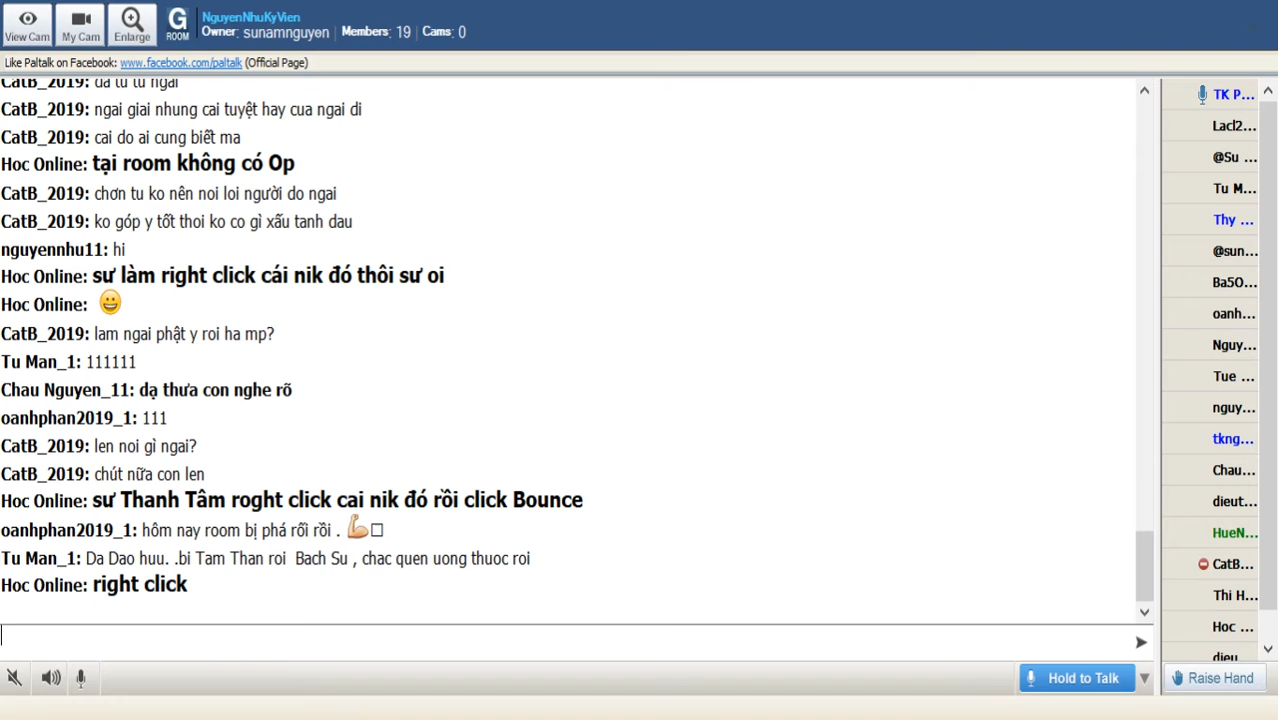 View Cam
My Cam
Enlarge
G
ROOM
NguyenNhuKyVien
Owner: sunamnguyen | Members: 19 | Cams: 0
Like Paltalk on Facebook: www.facebook.com/paltalk (Official Page)
CatB_2019: da tu tu ngai
CatB_2019: ngai giai nhung cai tuyệt hay cua ngai di
CatB_2019: cai do ai cung biết ma
Hoc Online: tại room không có Op
CatB_2019: chơn tu ko nên noi loi người do ngai
CatB_2019: ko góp y tốt thoi ko co gì xấu tanh dau
nguyennhu11: hi
Hoc Online: sư làm right click cái nik đó thôi sư oi
Hoc Online: 😀
CatB_2019: lam ngai phật y roi ha mp?
Tu Man_1: 111111
Chau Nguyen_11: dạ thưa con nghe rõ
oanhphan2019_1: 111
CatB_2019: len noi gì ngai?
CatB_2019: chút nữa con len
Hoc Online: sư Thanh Tâm roght click cai nik đó rồi click Bounce
oanhphan2019_1: hôm nay room bị phá rối rồi . 💪□
Tu Man_1: Da Dao huu. .bi Tam Than roi Bach Su , chac quen uong thuoc roi
Hoc Online: right click
TK P...
Lacl2...
@Su ...
Tu M...
Thy ...
@sun...
Ba5O...
oanh...
Nguy...
Tue ...
nguy...
tkng...
Chau...
dieut...
HueN...
CatB...
Thi H...
Hoc ...
dieu
Hold to Talk
Raise Hand